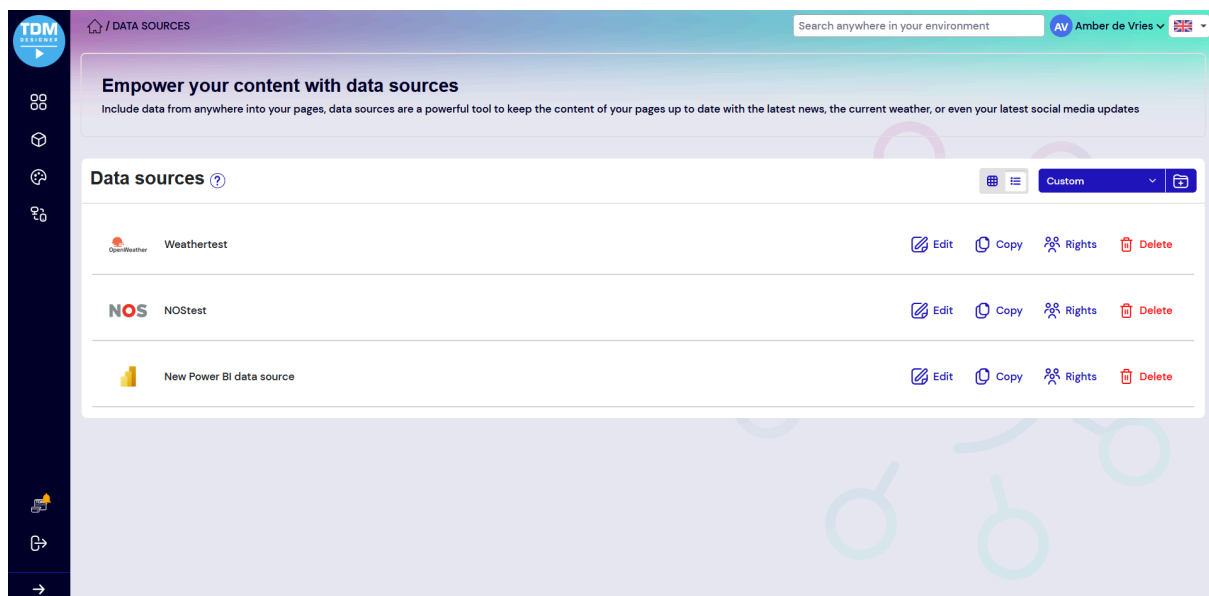 TDM
DESIGNER
/ DATA SOURCES
Search anywhere in your environment
AV Amber de Vries
Empower your content with data sources
Include data from anywhere into your pages, data sources are a powerful tool to keep the content of your pages up to date with the latest news, the current weather, or even your latest social media updates
Data sources ?
Custom
OpenWeather Weathertest Edit Copy Rights Delete
NOS NOStest Edit Copy Rights Delete
New Power BI data source Edit Copy Rights Delete